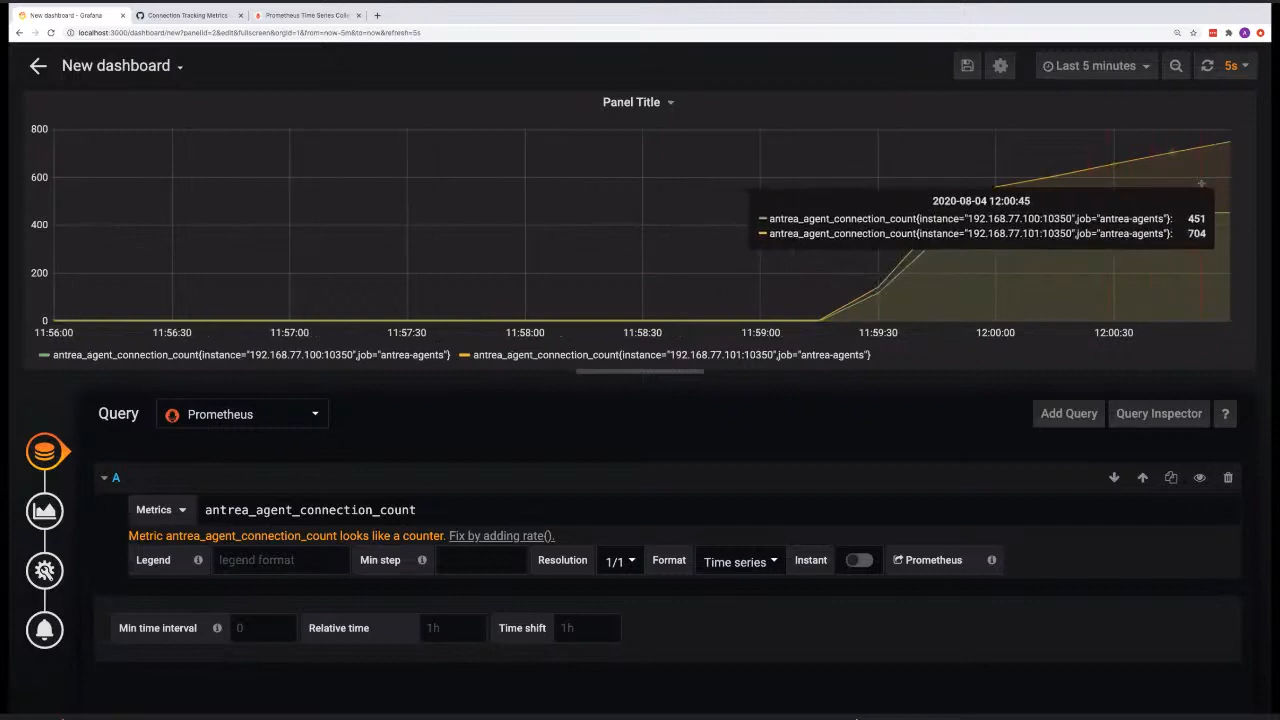 New dashboard - Grafana
Connection Tracking Metrics
Prometheus Time Series Colle
localhost:3000/dashboard/new?panelId=2&edit&fullscreen&orgId=1&from=now-5m&to=now&refresh=5s
New dashboard
Last 5 minutes
5s
Panel Title
800
600
400
200
0
2020-08-04 12:00:45
antrea_agent_connection_count{instance="192.168.77.100:10350",job="antrea-agents"}: 451
antrea_agent_connection_count{instance="192.168.77.101:10350",job="antrea-agents"}: 704
11:56:00 11:56:30 11:57:00 11:57:30 11:58:00 11:58:30 11:59:00 11:59:30 12:00:00 12:00:30
antrea_agent_connection_count{instance="192.168.77.100:10350",job="antrea-agents"} antrea_agent_connection_count{instance="192.168.77.101:10350",job="antrea-agents"}
Query Prometheus Add Query Query Inspector ?
A
Metrics antrea_agent_connection_count
Metric antrea_agent_connection_count looks like a counter. Fix by adding rate().
Legend legend format Min step Resolution 1/1 Format Time series Instant Prometheus
Min time interval 0 Relative time 1h Time shift 1h